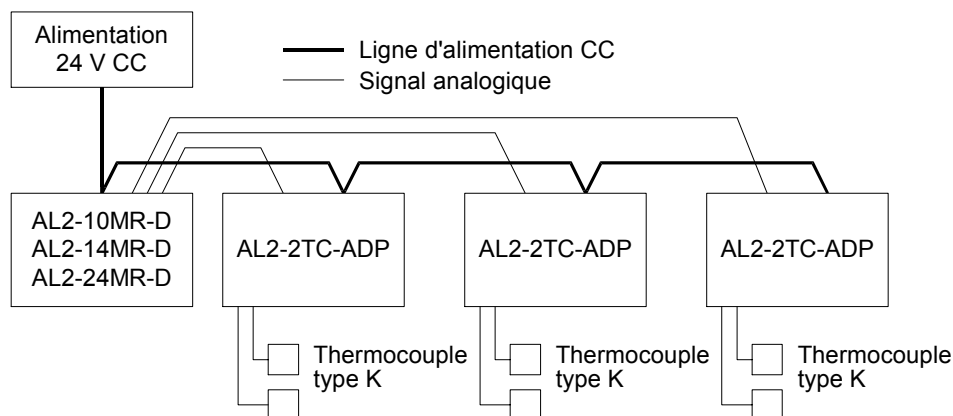 Alimentation
24 V CC
Ligne d'alimentation CC
Signal analogique
AL2-10MR-D
AL2-14MR-D
AL2-24MR-D
AL2-2TC-ADP
AL2-2TC-ADP
AL2-2TC-ADP
Thermocouple
type K
Thermocouple
type K
Thermocouple
type K